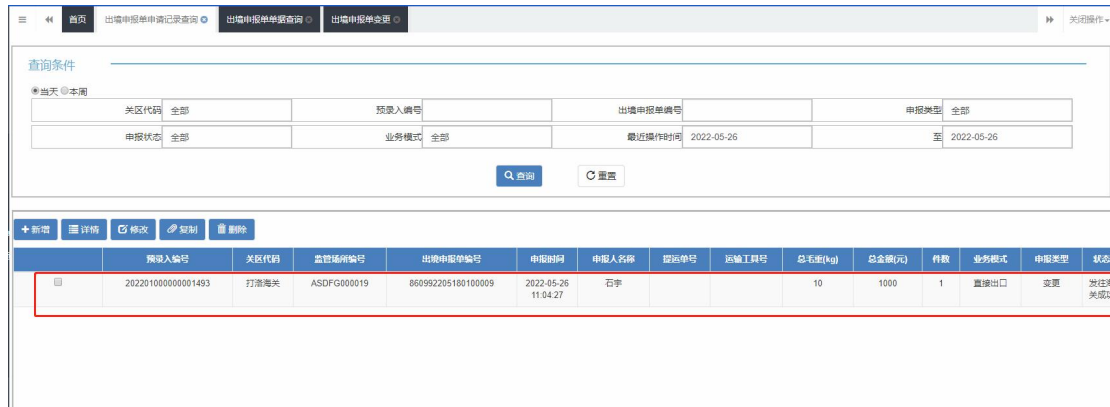 首页 出境申报单申请记录查询 出境申报单单据查询 出境申报单变更 关闭操作
查询条件
当天 本周
关区代码 全部 预录入编号 出境申报单编号 申报类型 全部
申报状态 全部 业务模式 全部 最近操作时间 2022-05-26 至 2022-05-26
查询 重置
+新增 详情 修改 复制 删除
预录入编号 关区代码 监管场所编号 出境申报单编号 申报时间 申报人名称 提运单号 运输工具号 总毛重(kg) 总金额(元) 件数 业务模式 申报类型 状态
202201000000001493 打洛海关 ASDFG000019 860992205180100009 2022-05-26 石宇 10 1000 1 直接出口 变更 发往海
11:04:27 关成功